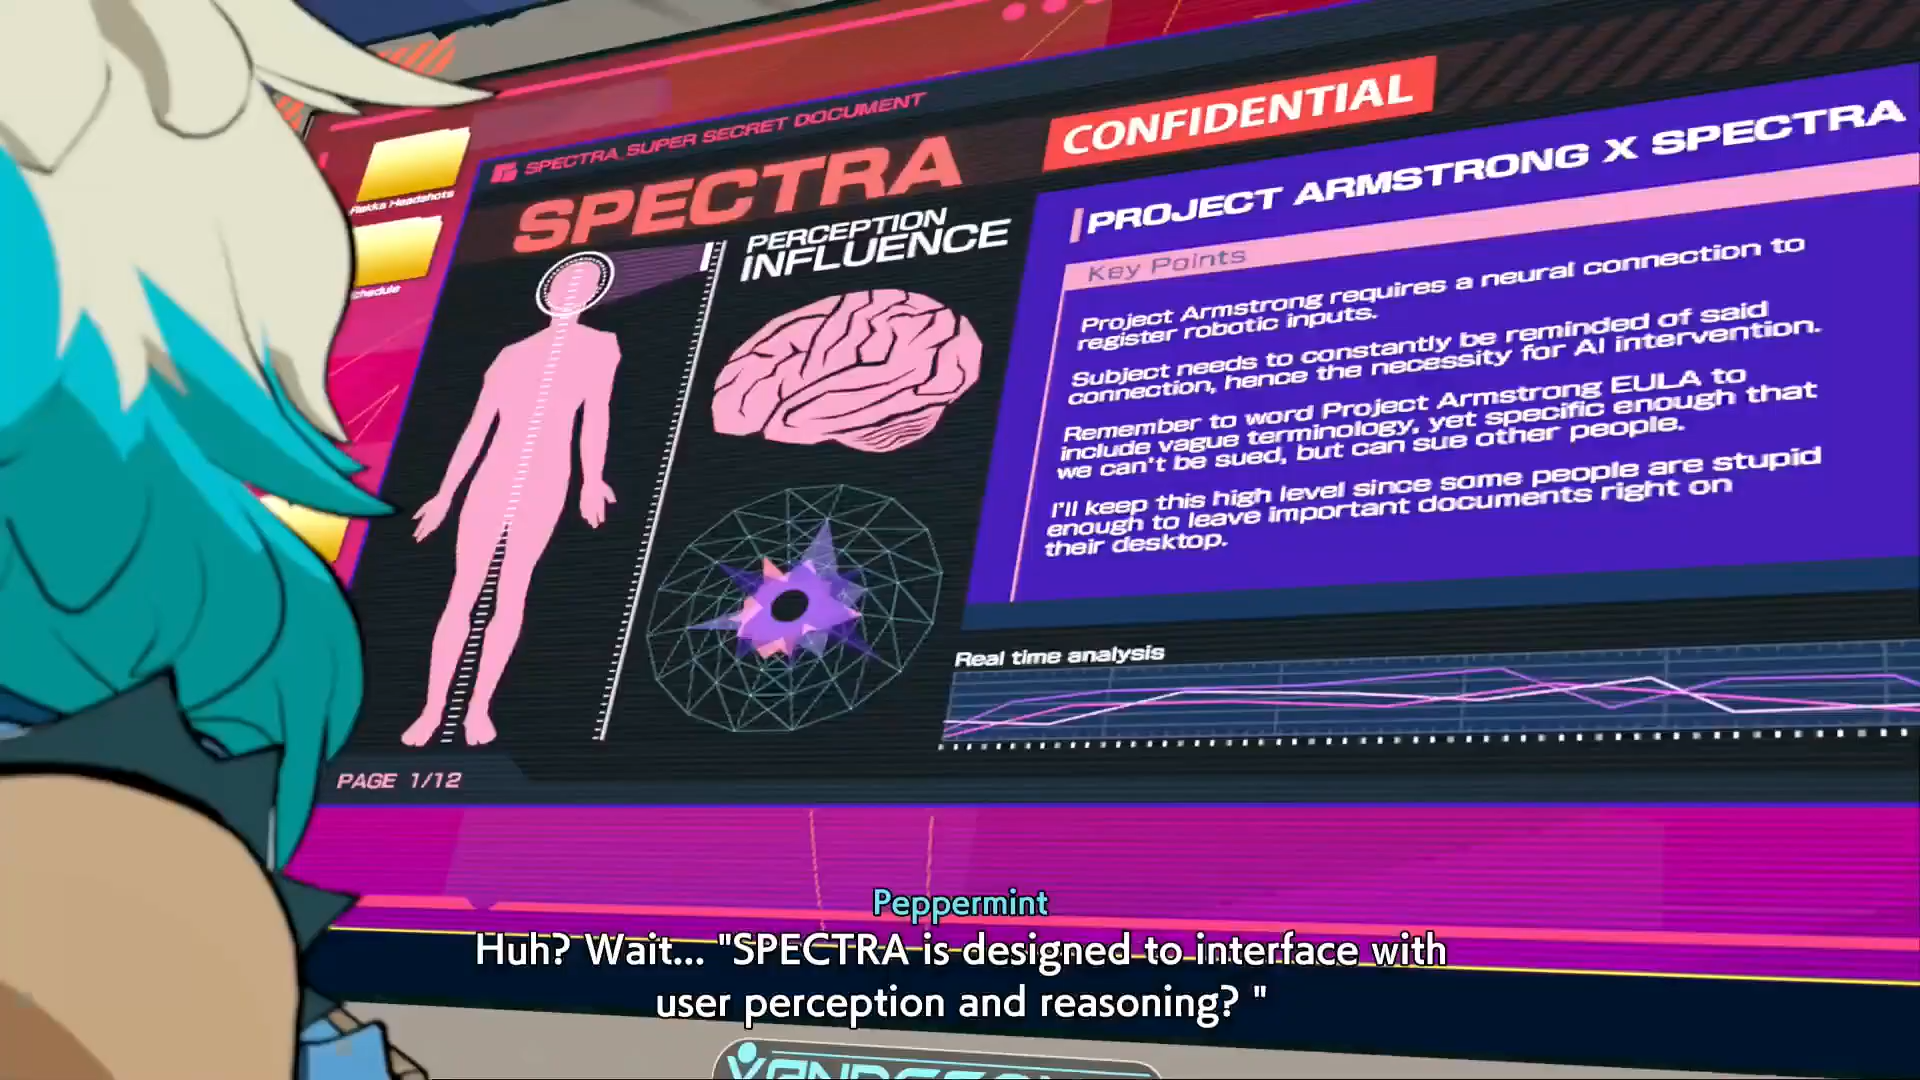 SPECTRA_SUPER SECRET DOCUMENT
SPECTRA
PERCEPTION
INFLUENCE
CONFIDENTIAL
PROJECT ARMSTRONG X SPECTRA
Key Points
Project Armstrong requires a neural connection to
register robotic inputs.
Subject needs to constantly be reminded of said
connection, hence the necessity for AI intervention.
Remember to word Project Armstrong EULA to
include vague terminology, yet specific enough that
we can't be sued, but can sue other people.
I'll keep this high level since some people are stupid
enough to leave important documents right on
their desktop.
Real time analysis
PAGE 1/12
Rekka Headshots
Peppermint
Huh? Wait... "SPECTRA is designed to interface with
user perception and reasoning? "